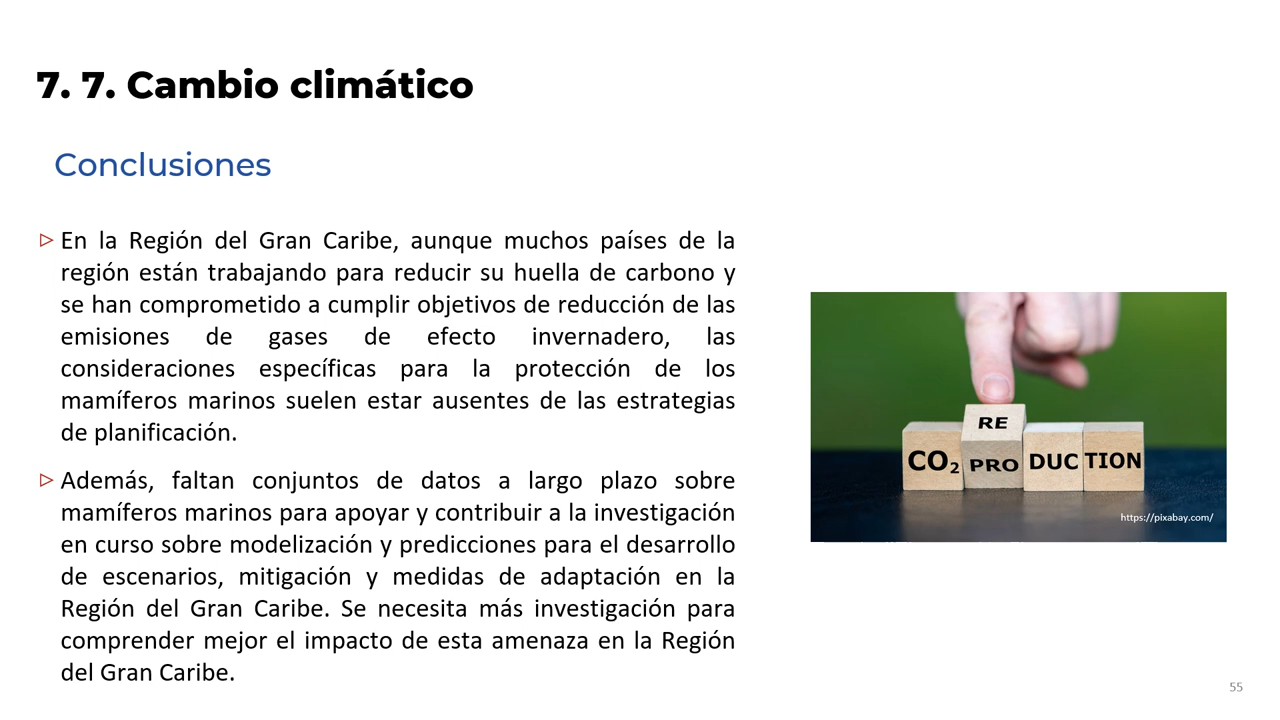 7. 7. Cambio climático
Conclusiones
En la Región del Gran Caribe, aunque muchos países de la
región están trabajando para reducir su huella de carbono y
se han comprometido a cumplir objetivos de reducción de las
emisiones de gases de efecto invernadero, las
consideraciones específicas para la protección de los
mamíferos marinos suelen estar ausentes de las estrategias
de planificación.
Además, faltan conjuntos de datos a largo plazo sobre
mamíferos marinos para apoyar y contribuir a la investigación
en curso sobre modelización y predicciones para el desarrollo
de escenarios, mitigación y medidas de adaptación en la
Región del Gran Caribe. Se necesita más investigación para
comprender mejor el impacto de esta amenaza en la Región
del Gran Caribe.
RE
CO₂ PRO DUCTION
https://pixabay.com/
55